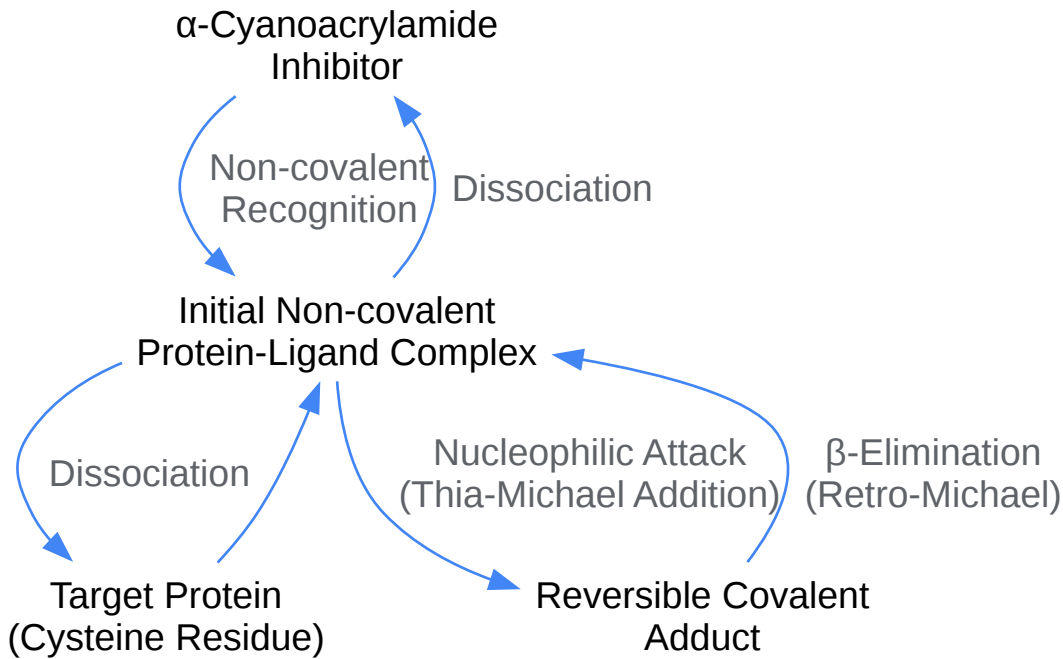 α-Cyanoacrylamide
Inhibitor
Non-covalent
Recognition
Dissociation
Initial Non-covalent
Protein-Ligand Complex
Dissociation
Nucleophilic Attack
(Thia-Michael Addition)
β-Elimination
(Retro-Michael)
Target Protein
(Cysteine Residue)
Reversible Covalent
Adduct